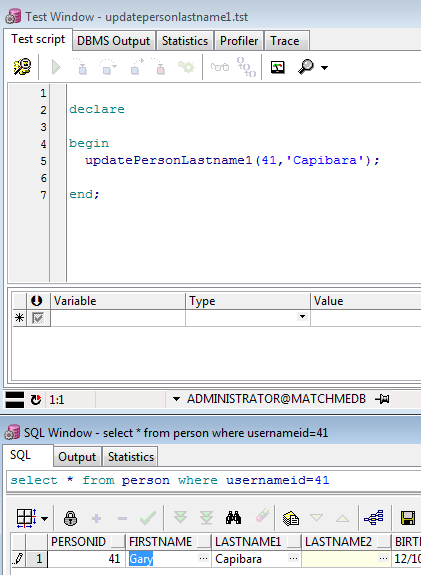 Test Window - updatepersonlastname1.tst
Test script DBMS Output Statistics Profiler Trace
1
2 declare
3
4 begin
5 updatePersonLastname1(41,'Capibara');
6
7 end;
Variable Type Value
1:1 ADMINISTRATOR@MATCHMEDB
SQL Window - select * from person where usernameid=41
SQL Output Statistics
select * from person where usernameid=41
PERSONID FIRSTNAME LASTNAME1 LASTNAME2 BIRT
1 41 Gary ... Capibara ... ... 12/10